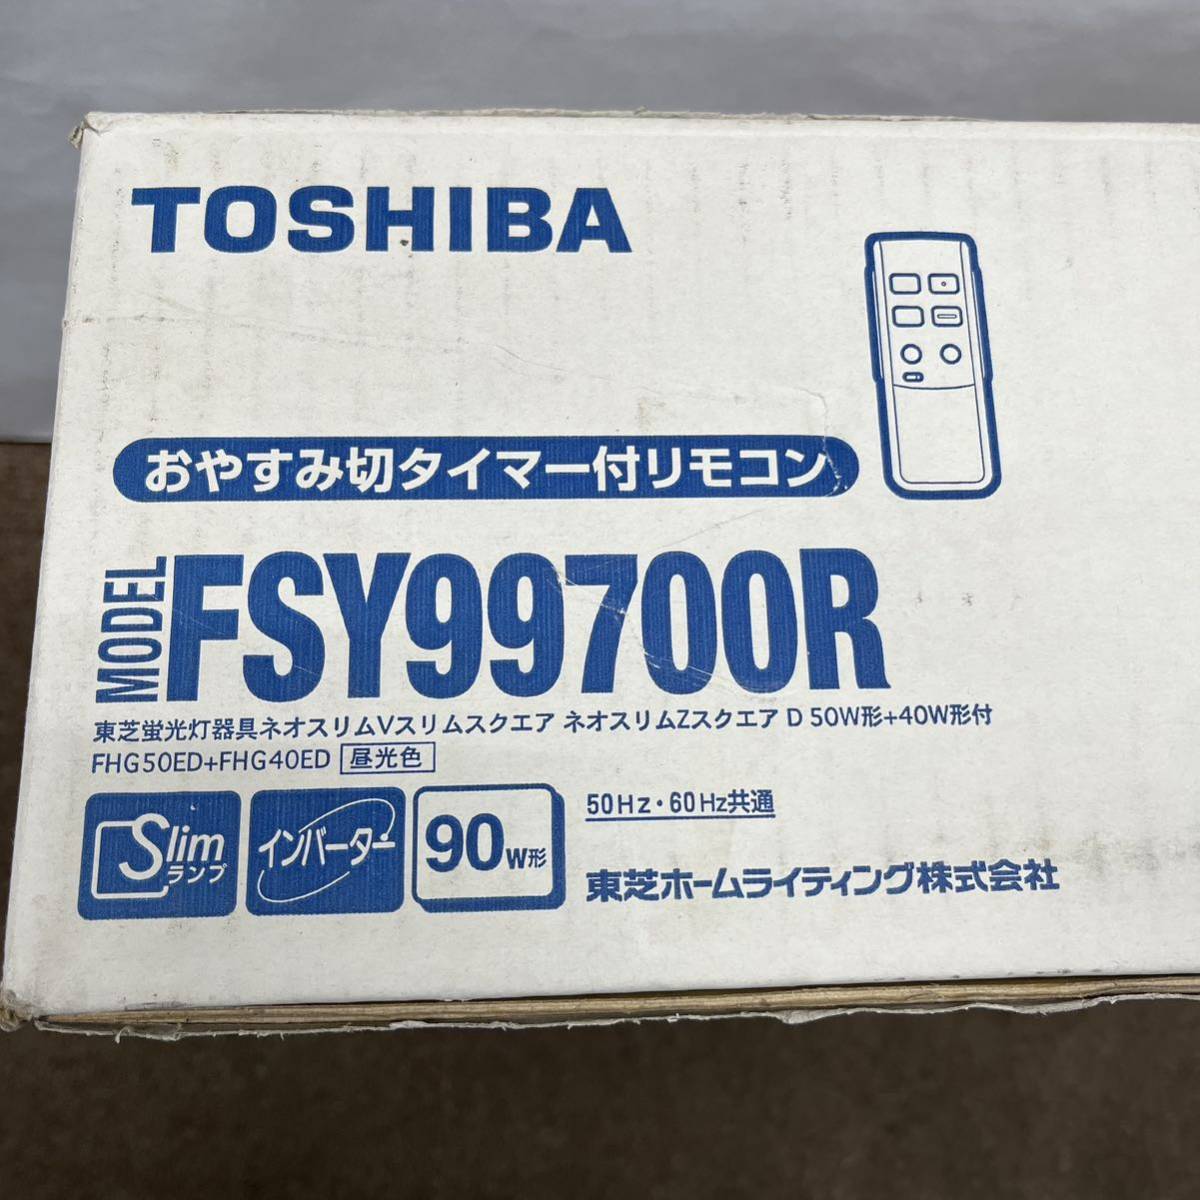 TOSHIBA
おやすみ切タイマー付リモコン
MODEL FSY99700R
東芝蛍光灯器具ネオスリムVスリムスクエア ネオスリムZスクエア D 50W形+40W形付
FHG50ED+FHG40ED 昼光色
Slim
ランプ
インバーター
90W形
50Hz・60Hz共通
東芝ホームライティング株式会社